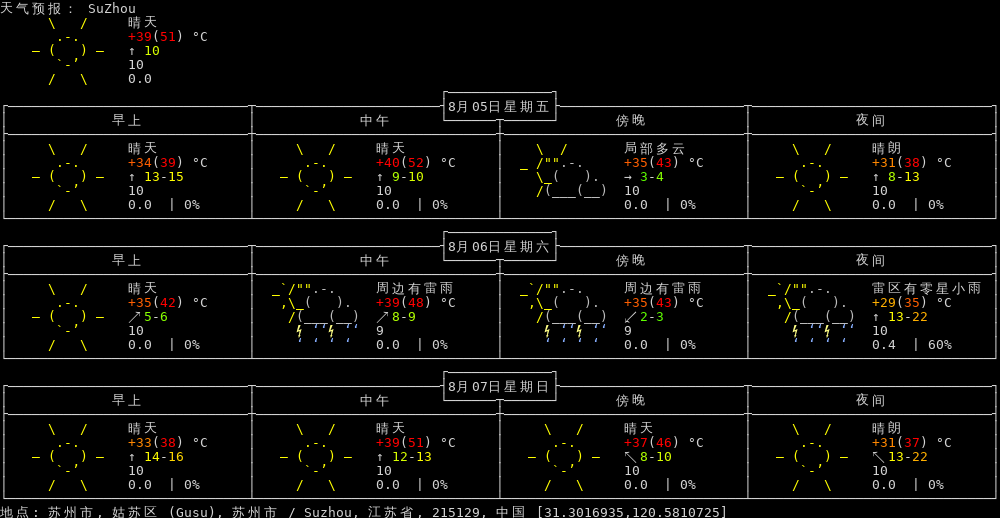 天气预报： SuZhou
晴天
+39(51) °C
↑ 10
10
0.0
8月05日星期五
早上 中午 傍晚 夜间
晴天 晴天 局部多云 晴朗
+34(39) °C +40(52) °C +35(43) °C +31(38) °C
↑ 13-15 ↑ 9-10 → 3-4 ↑ 8-13
10 10 10 10
0.0 | 0% 0.0 | 0% 0.0 | 0% 0.0 | 0%
8月06日星期六
早上 中午 傍晚 夜间
晴天 周边有雷雨 周边有雷雨 雷区有零星小雨
+35(42) °C +39(48) °C +35(43) °C +29(35) °C
↗ 5-6 ↗ 8-9 ↙ 2-3 ↑ 13-22
10 9 9 10
0.0 | 0% 0.0 | 0% 0.0 | 0% 0.4 | 60%
8月07日星期日
早上 中午 傍晚 夜间
晴天 晴天 晴天 晴朗
+33(38) °C +39(51) °C +37(46) °C +31(37) °C
↑ 14-16 ↑ 12-13 ↖ 8-10 ↖ 13-22
10 10 10 10
0.0 | 0% 0.0 | 0% 0.0 | 0% 0.0 | 0%
地点: 苏州市, 姑苏区 (Gusu), 苏州市 / Suzhou, 江苏省, 215129, 中国 [31.3016935,120.5810725]